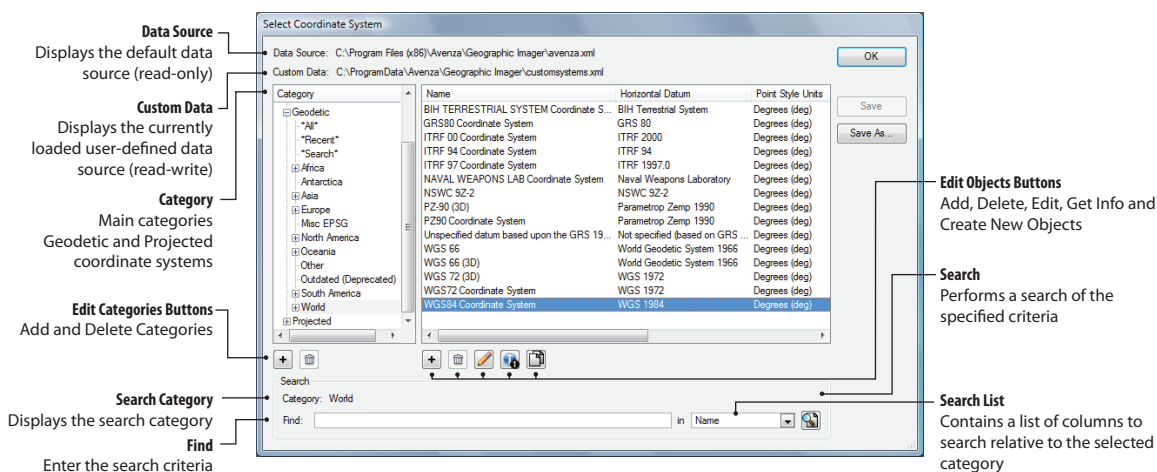 Data Source
Displays the default data
source (read-only)
Custom Data
Displays the currently
loaded user-defined data
source (read-write)
Category
Main categories
Geodetic and Projected
coordinate systems
Edit Categories Buttons
Add and Delete Categories
Search Category
Displays the search category
Find
Enter the search criteria
Select Coordinate System
Data Source: C:\Program Files (x86)\Avenza\Geographic Imager\avenza.xml
Custom Data: C:\ProgramData\Avenza\Geographic Imager\customsystems.xml
OK
Save
Save As...
Category
Geodetic
*All*
*Recent*
*Search*
Africa
Antarctica
Asia
Europe
Misc EPSG
North America
Oceania
Other
Outdated (Deprecated)
South America
World
Projected
Name Horizontal Datum Point Style Units
BIH TERRESTRIAL SYSTEM Coordinate S... BIH Terrestrial System Degrees (deg)
GRS80 Coordinate System GRS 80 Degrees (deg)
ITRF 00 Coordinate System ITRF 2000 Degrees (deg)
ITRF 94 Coordinate System ITRF 94 Degrees (deg)
ITRF 97 Coordinate System ITRF 1997.0 Degrees (deg)
NAVAL WEAPONS LAB Coordinate System Naval Weapons Laboratory Degrees (deg)
NSWC 9Z-2 NSWC 9Z-2 Degrees (deg)
PZ-90 (3D) Parametrop Zemp 1990 Degrees (deg)
PZ90 Coordinate System Parametrop Zemp 1990 Degrees (deg)
Unspecified datum based upon the GRS 19... Not specified (based on GRS ... Degrees (deg)
WGS 66 World Geodetic System 1966 Degrees (deg)
WGS 66 (3D) World Geodetic System 1966 Degrees (deg)
WGS 72 (3D) WGS 1972 Degrees (deg)
WGS72 Coordinate System WGS 1972 Degrees (deg)
WGS84 Coordinate System WGS 1984 Degrees (deg)
Search
Category: World
Find: in Name
Edit Objects Buttons
Add, Delete, Edit, Get Info and
Create New Objects
Search
Performs a search of the
specified criteria
Search List
Contains a list of columns to
search relative to the selected
category